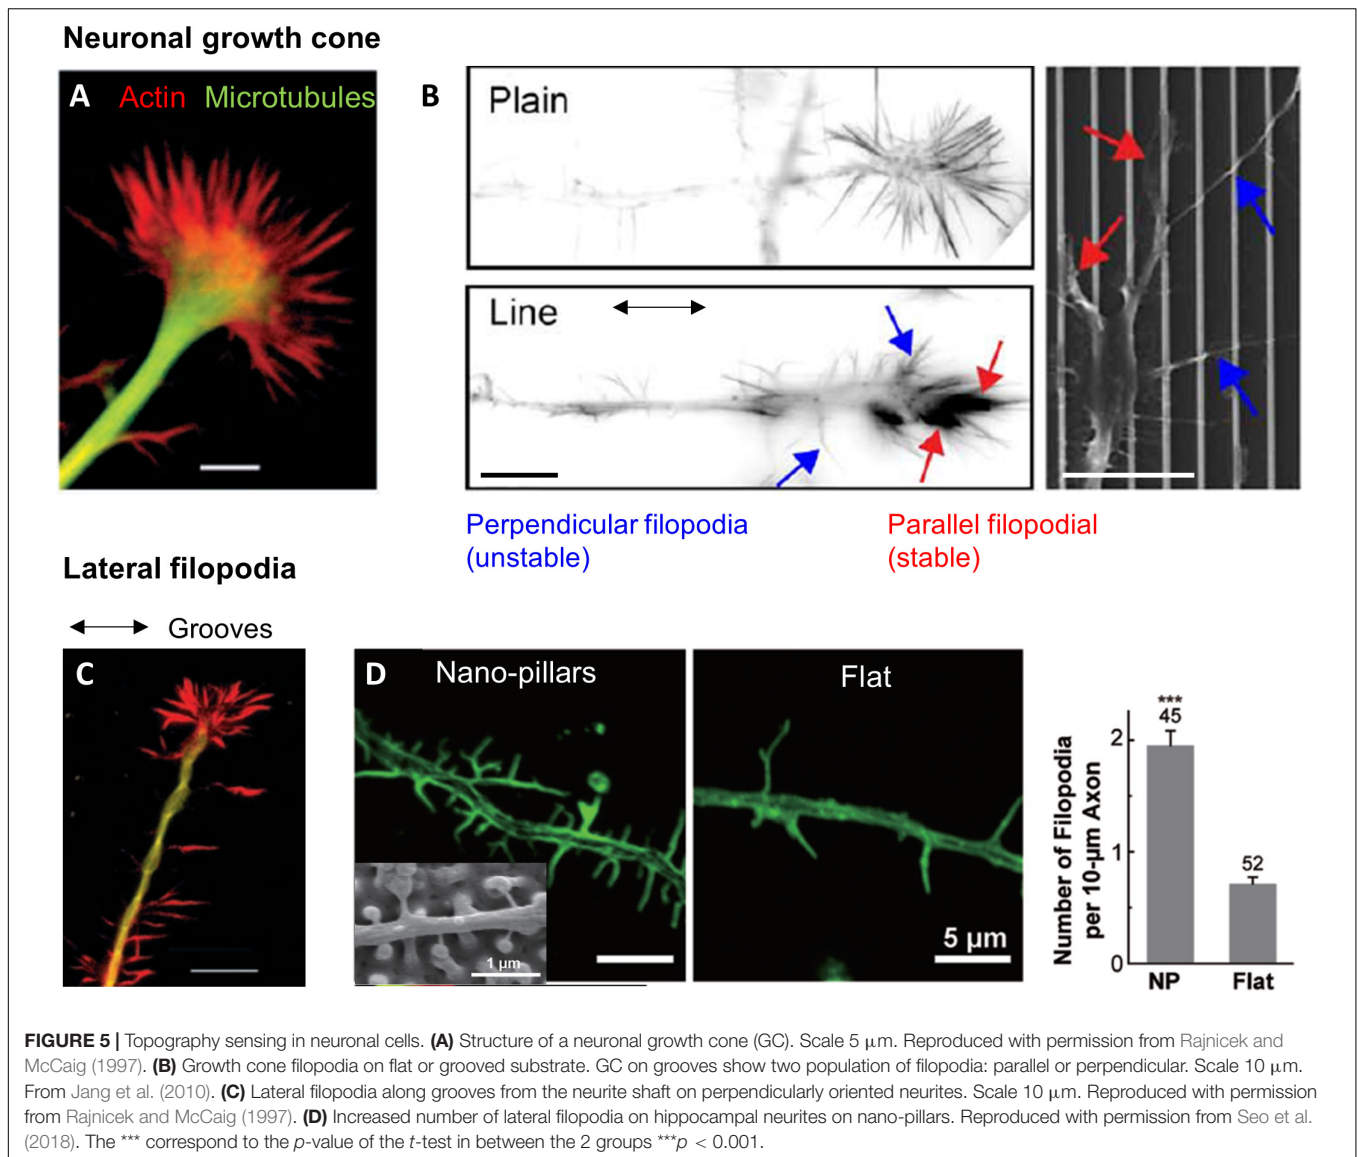 Neuronal growth cone
A Actin Microtubules
B
Plain
Line
Perpendicular filopodia
(unstable)
Parallel filopodial
(stable)
Lateral filopodia
Grooves
C
D
Nano-pillars
1 μm
Flat
5 μm
Number of Filopodia
per 10-μm Axon
2
1
0
***
45
52
NP
Flat
FIGURE 5 | Topography sensing in neuronal cells. (A) Structure of a neuronal growth cone (GC). Scale 5 μm. Reproduced with permission from Rajnicek and
McCaig (1997). (B) Growth cone filopodia on flat or grooved substrate. GC on grooves show two population of filopodia: parallel or perpendicular. Scale 10 μm.
From Jang et al. (2010). (C) Lateral filopodia along grooves from the neurite shaft on perpendicularly oriented neurites. Scale 10 μm. Reproduced with permission
from Rajnicek and McCaig (1997). (D) Increased number of lateral filopodia on hippocampal neurites on nano-pillars. Reproduced with permission from Seo et al.
(2018). The *** correspond to the p-value of the t-test in between the 2 groups ***p < 0.001.